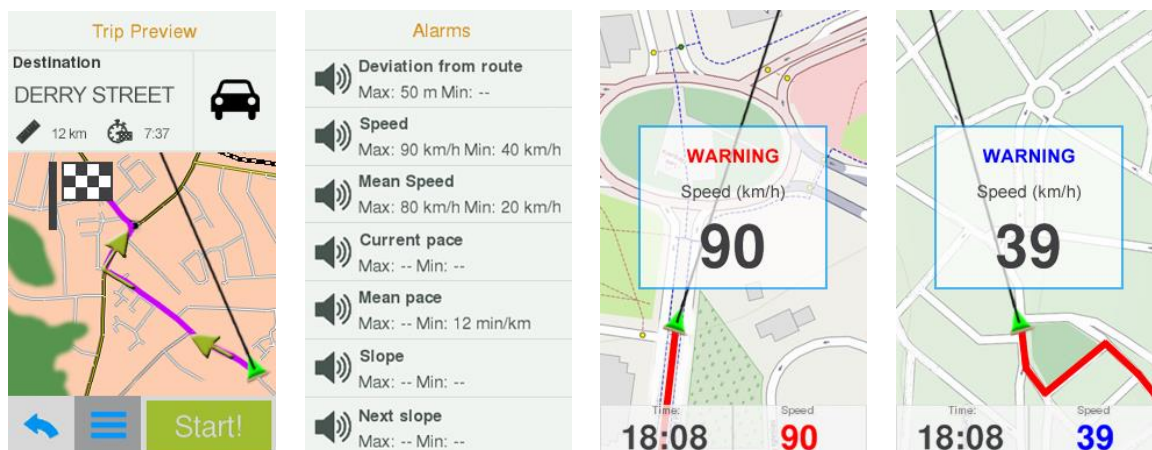 Trip Preview
Destination
DERRY STREET
12 km 7:37
Start!
Alarms
Deviation from route
Max: 50 m Min: --
Speed
Max: 90 km/h Min: 40 km/h
Mean Speed
Max: 80 km/h Min: 20 km/h
Current pace
Max: -- Min: --
Mean pace
Max: -- Min: 12 min/km
Slope
Max: -- Min: --
Next slope
Max: -- Min: --
WARNING
Speed (km/h)
90
Time: Speed
18:08 90
WARNING
Speed (km/h)
39
Time: Speed
18:08 39